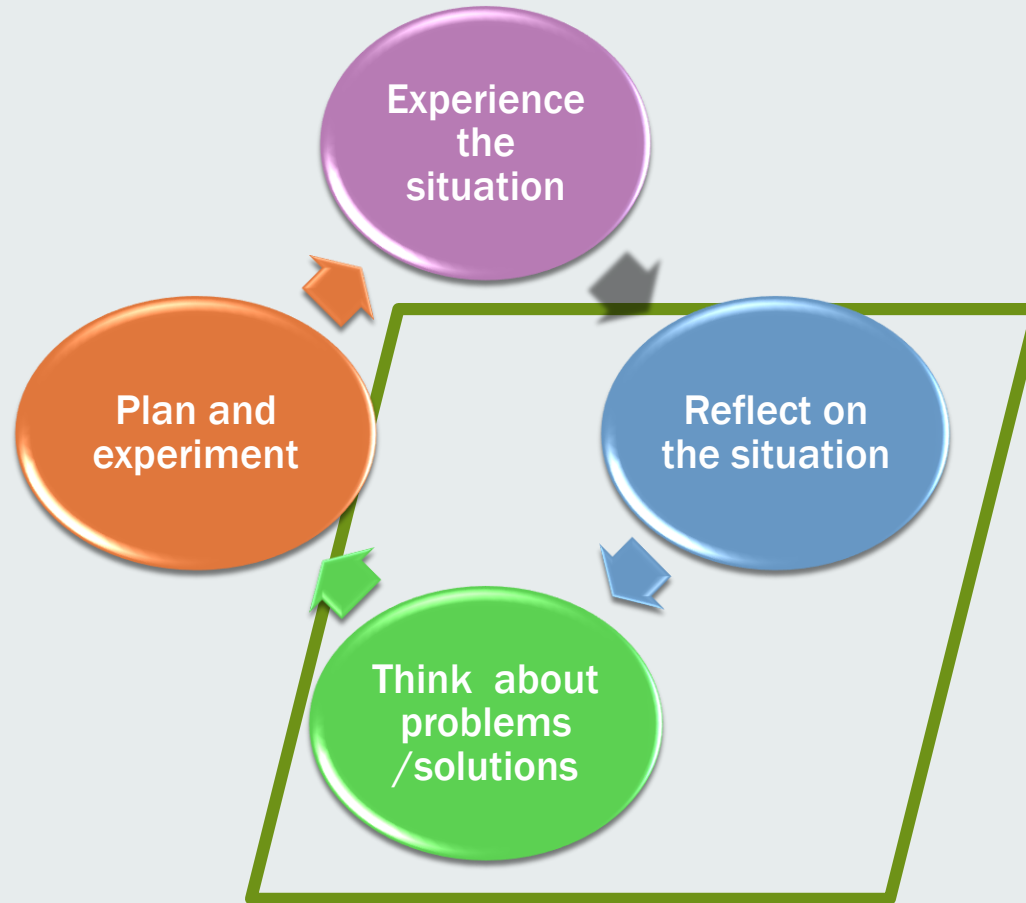 Experience
the
situation
Reflect on
the situation
Think about
problems
/solutions
Plan and
experiment